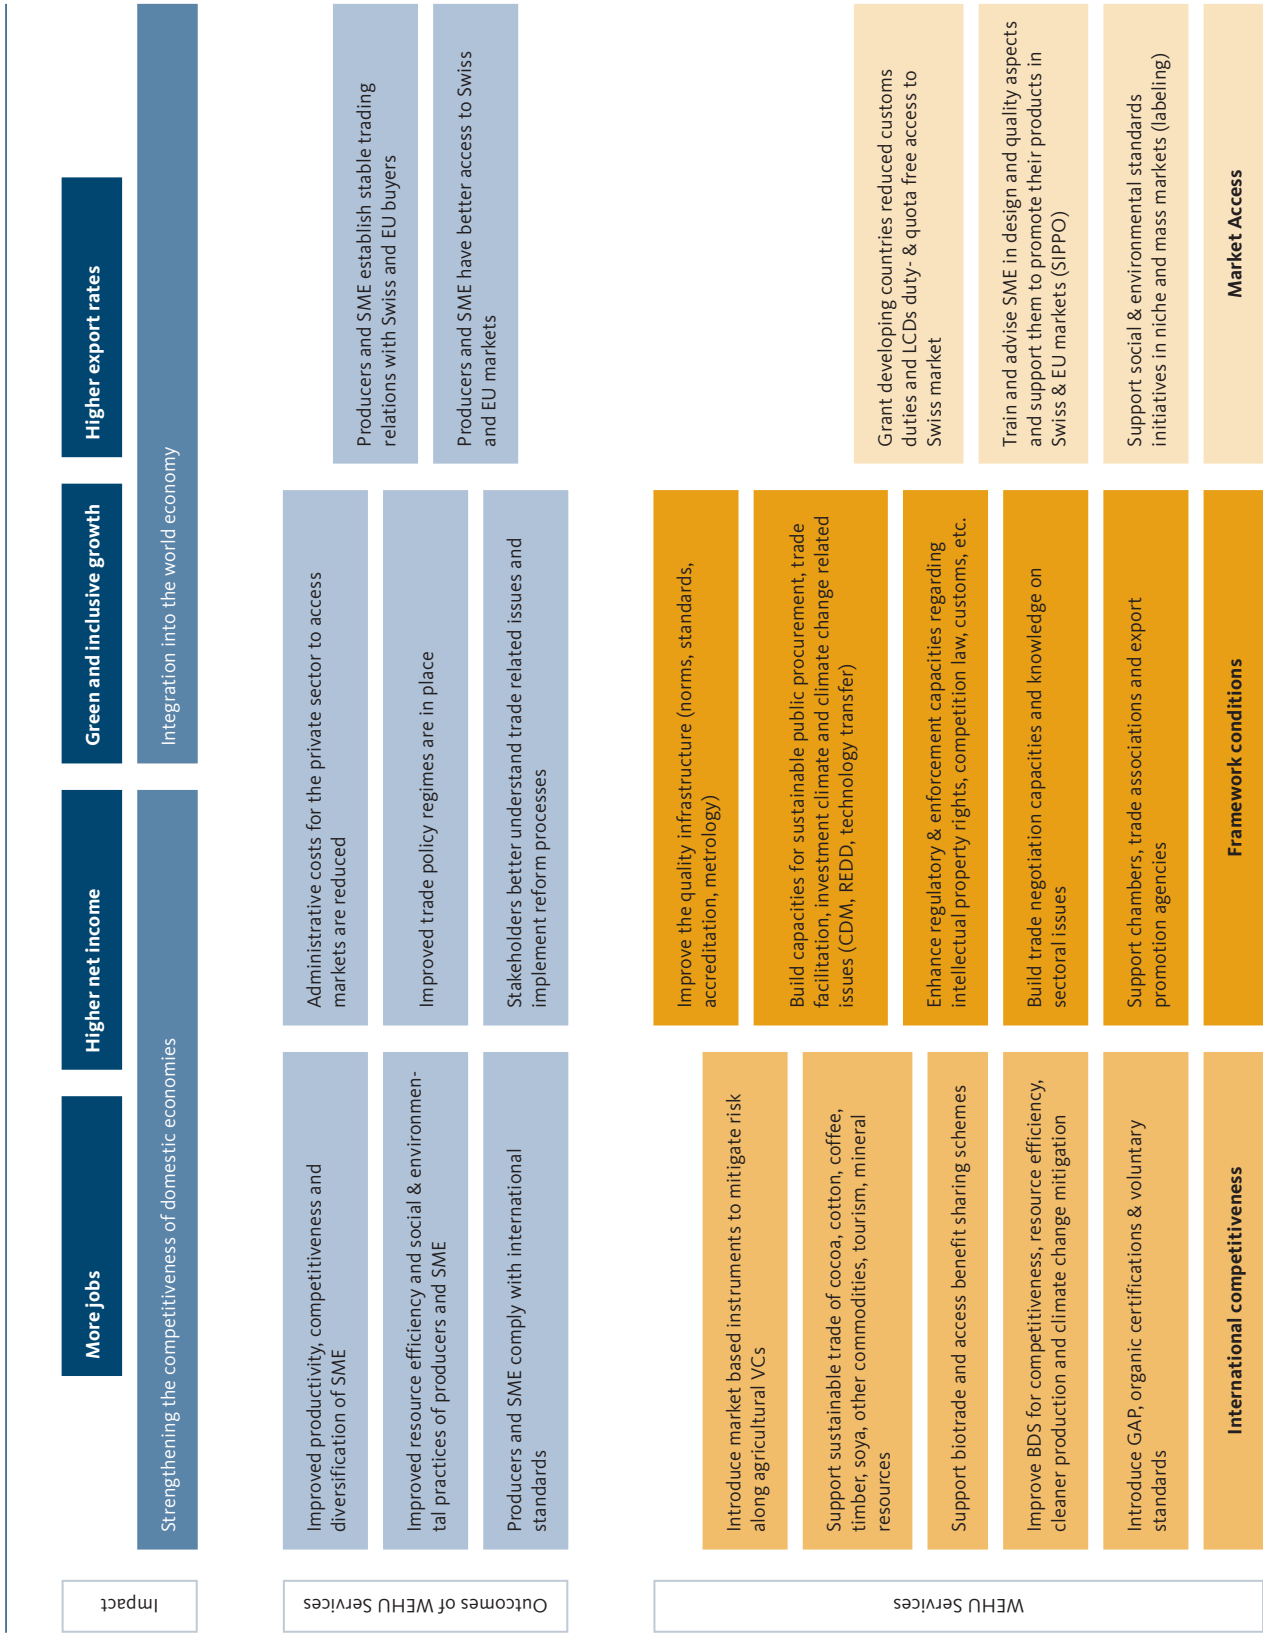 Impact
More jobs
Higher net income
Green and inclusive growth
Higher export rates
Strengthening the competitiveness of domestic economies
Integration into the world economy
Outcomes of WEHU Services
Improved productivity, competitiveness and
diversification of SME
Improved resource efficiency and social & environmen-
tal practices of producers and SME
Producers and SME comply with international
standards
Administrative costs for the private sector to access
markets are reduced
Improved trade policy regimes are in place
Stakeholders better understand trade related issues and
implement reform processes
Producers and SME establish stable trading
relations with Swiss and EU buyers
Producers and SME have better access to Swiss
and EU markets
WEHU Services
Introduce market based instruments to mitigate risk
along agricultural VCs
Support sustainable trade of cocoa, cotton, coffee,
timber, soya, other commodities, tourism, mineral
resources
Support biotrade and access benefit sharing schemes
Improve BDS for competitiveness, resource efficiency,
cleaner production and climate change mitigation
Introduce GAP, organic certifications & voluntary
standards
International competitiveness
Improve the quality infrastructure (norms, standards,
accreditation, metrology)
Build capacities for sustainable public procurement, trade
facilitation, investment climate and climate change related
issues (CDM, REDD, technology transfer)
Enhance regulatory & enforcement capacities regarding
intellectual property rights, competition law, customs, etc.
Build trade negotiation capacities and knowledge on
sectoral issues
Support chambers, trade associations and export
promotion agencies
Framework conditions
Grant developing countries reduced customs
duties and LCDs duty- & quota free access to
Swiss market
Train and advise SME in design and quality aspects
and support them to promote their products in
Swiss & EU markets (SIPPO)
Support social & environmental standards
initiatives in niche and mass markets (labeling)
Market Access